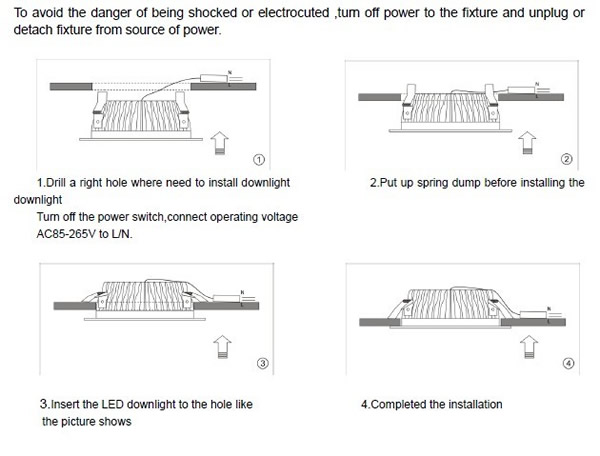 To avoid the danger of being shocked or electrocuted ,turn off power to the fixture and unplug or
detach fixture from source of power.
N
L
①
N
L
②
1.Drill a right hole where need to install downlight
downlight
Turn off the power switch,connect operating voltage
AC85-265V to L/N.
2.Put up spring dump before installing the
N
L
③
N
L
④
3.Insert the LED downlight to the hole like
the picture shows
4.Completed the installation